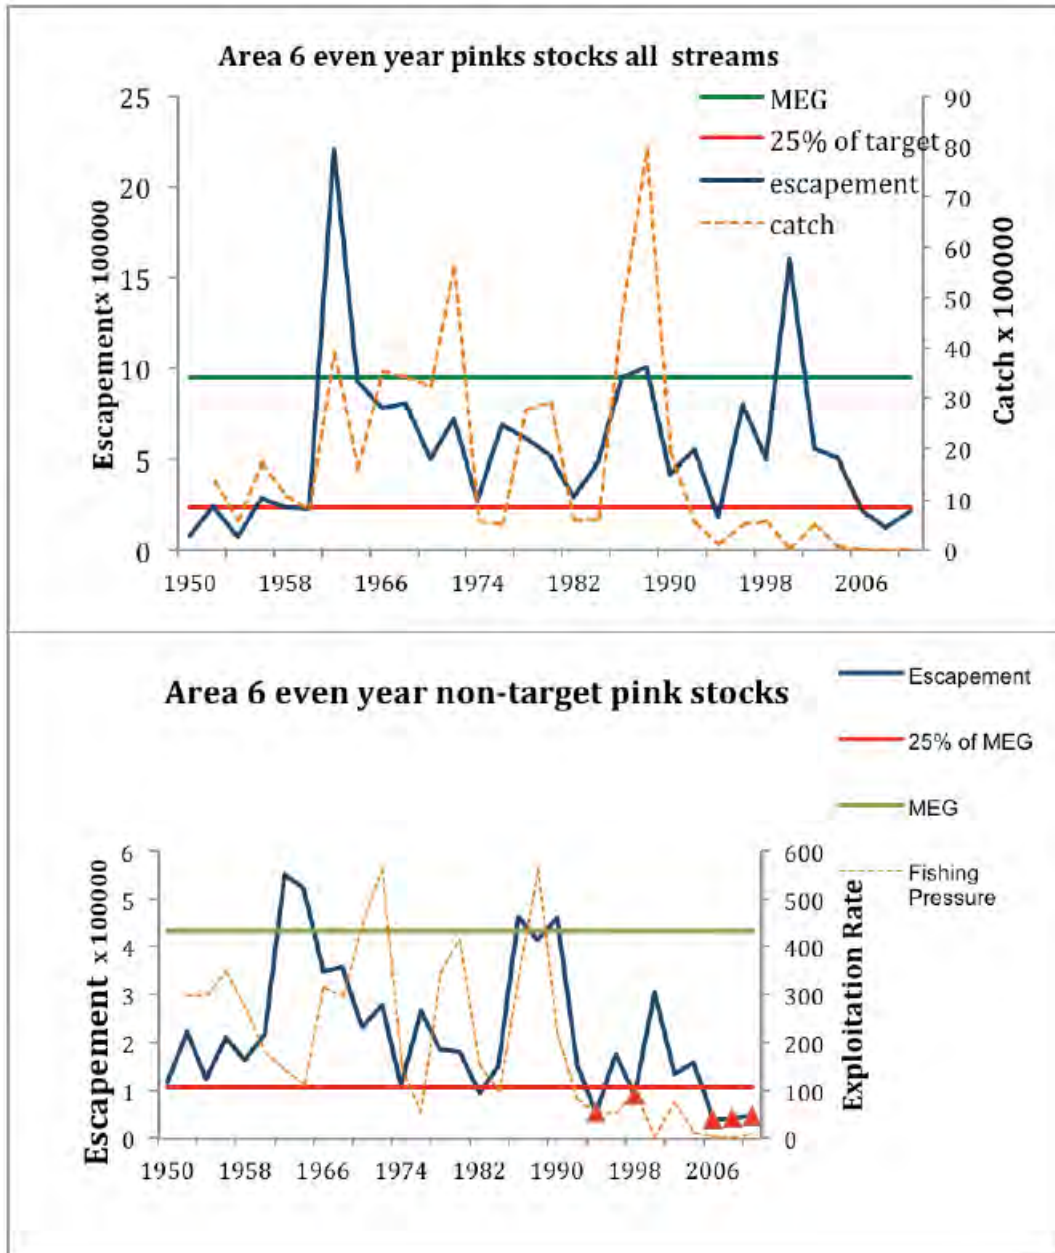 Area 6 even year pinks stocks all  streams
MEG
25% of target
escapement
catch
25
20
15
10
5
0
Escapementx 100000
90
80
70
60
50
40
30
20
10
0
Catch x 100000
1950 1958 1966 1974 1982 1990 1998 2006
Area 6 even year non-target pink stocks
Escapement
25% of MEG
MEG
Fishing
Pressure
6
5
4
3
2
1
0
Escapement x 100000
600
500
400
300
200
100
0
Exploitation Rate
1950 1958 1966 1974 1982 1990 1998 2006